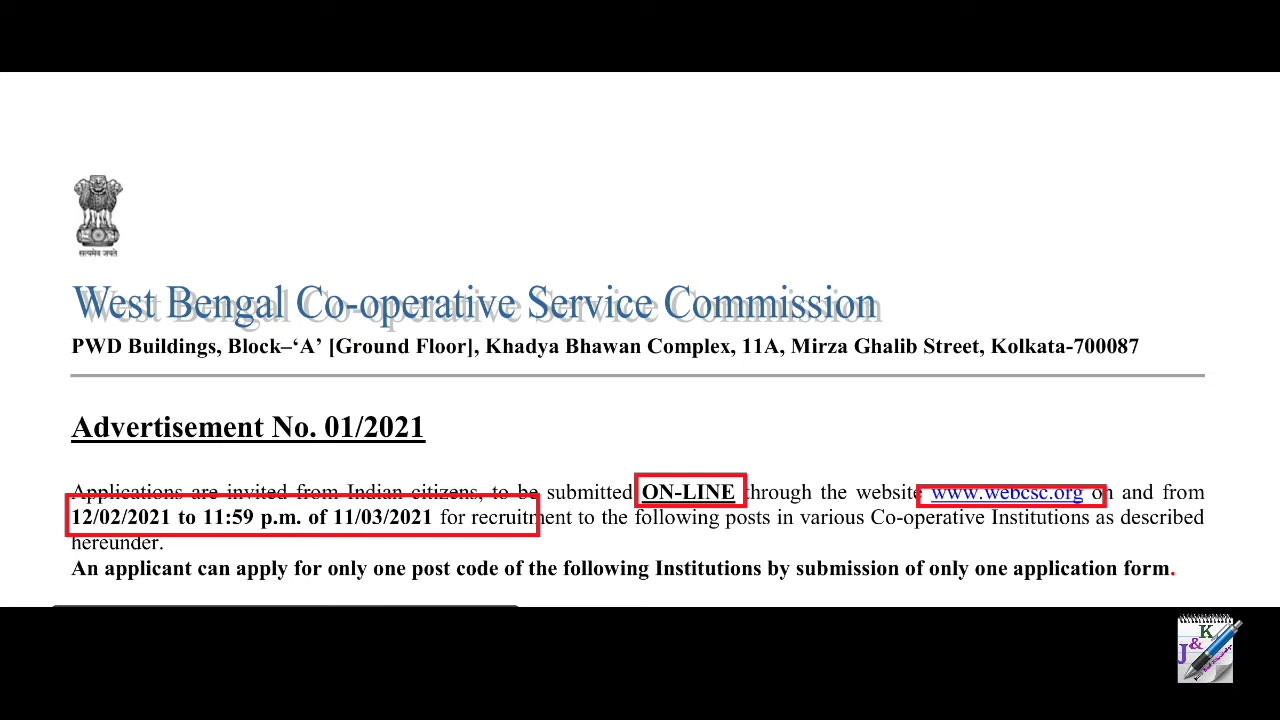 सत्यमेव जयते
West Bengal Co-operative Service Commission
PWD Buildings, Block–‘A’ [Ground Floor], Khadya Bhawan Complex, 11A, Mirza Ghalib Street, Kolkata-700087
Advertisement No. 01/2021
Applications are invited from Indian citizens, to be submitted ON-LINE through the website www.webcsc.org on and from
12/02/2021 to 11:59 p.m. of 11/03/2021 for recruitment to the following posts in various Co-operative Institutions as described
hereunder.
An applicant can apply for only one post code of the following Institutions by submission of only one application form.
J&K